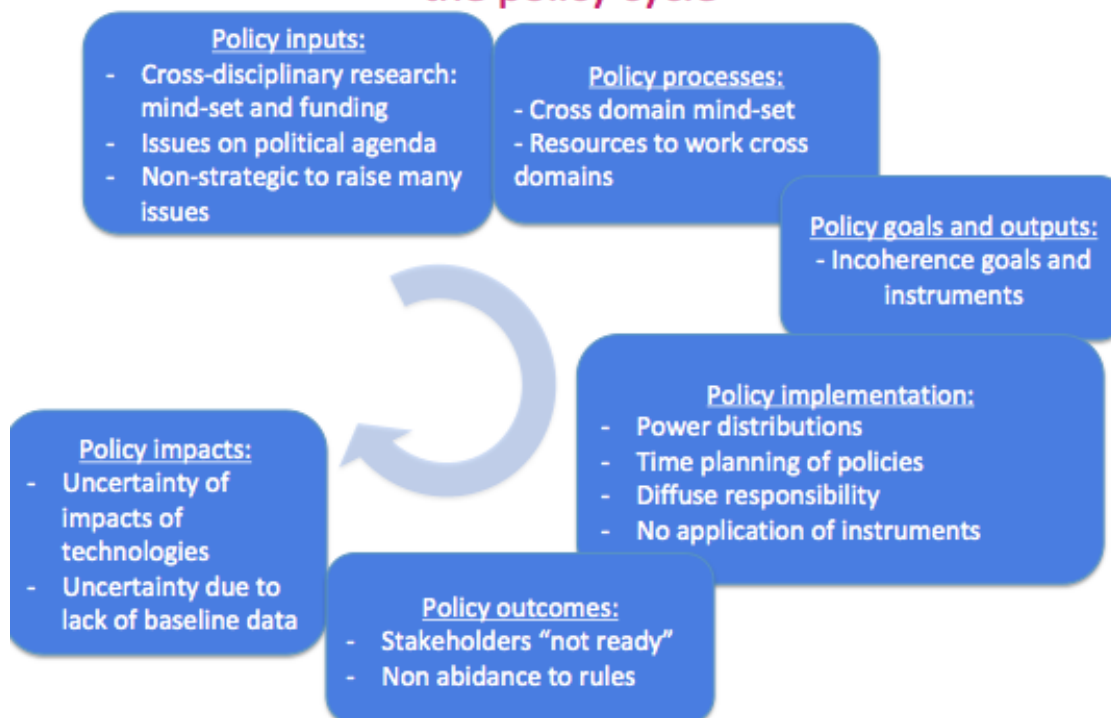 the policy cycle
Policy inputs:
- Cross-disciplinary research:
mind-set and funding
- Issues on political agenda
- Non-strategic to raise many
issues
Policy processes:
- Cross domain mind-set
- Resources to work cross
domains
Policy goals and outputs:
- Incoherence goals and
instruments
Policy implementation:
- Power distributions
- Time planning of policies
- Diffuse responsibility
- No application of instruments
Policy outcomes:
- Stakeholders “not ready”
- Non abidance to rules
Policy impacts:
- Uncertainty of
impacts of
technologies
- Uncertainty due to
lack of baseline data